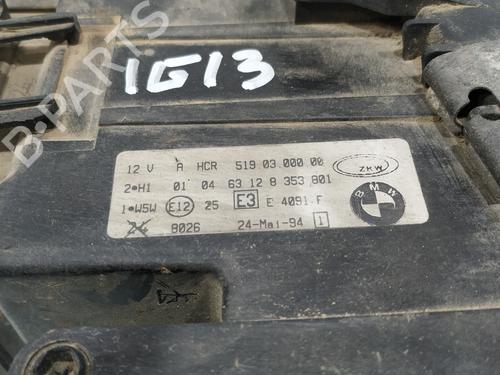 B-PARTS
IG13
12 V A HCR 519 03 000 00 ZKW
2•H1 01 04 63 12 8 353 801
1•W5W E12 25 E3 E 4091 F
8026 24-Mai-94 1
BMW